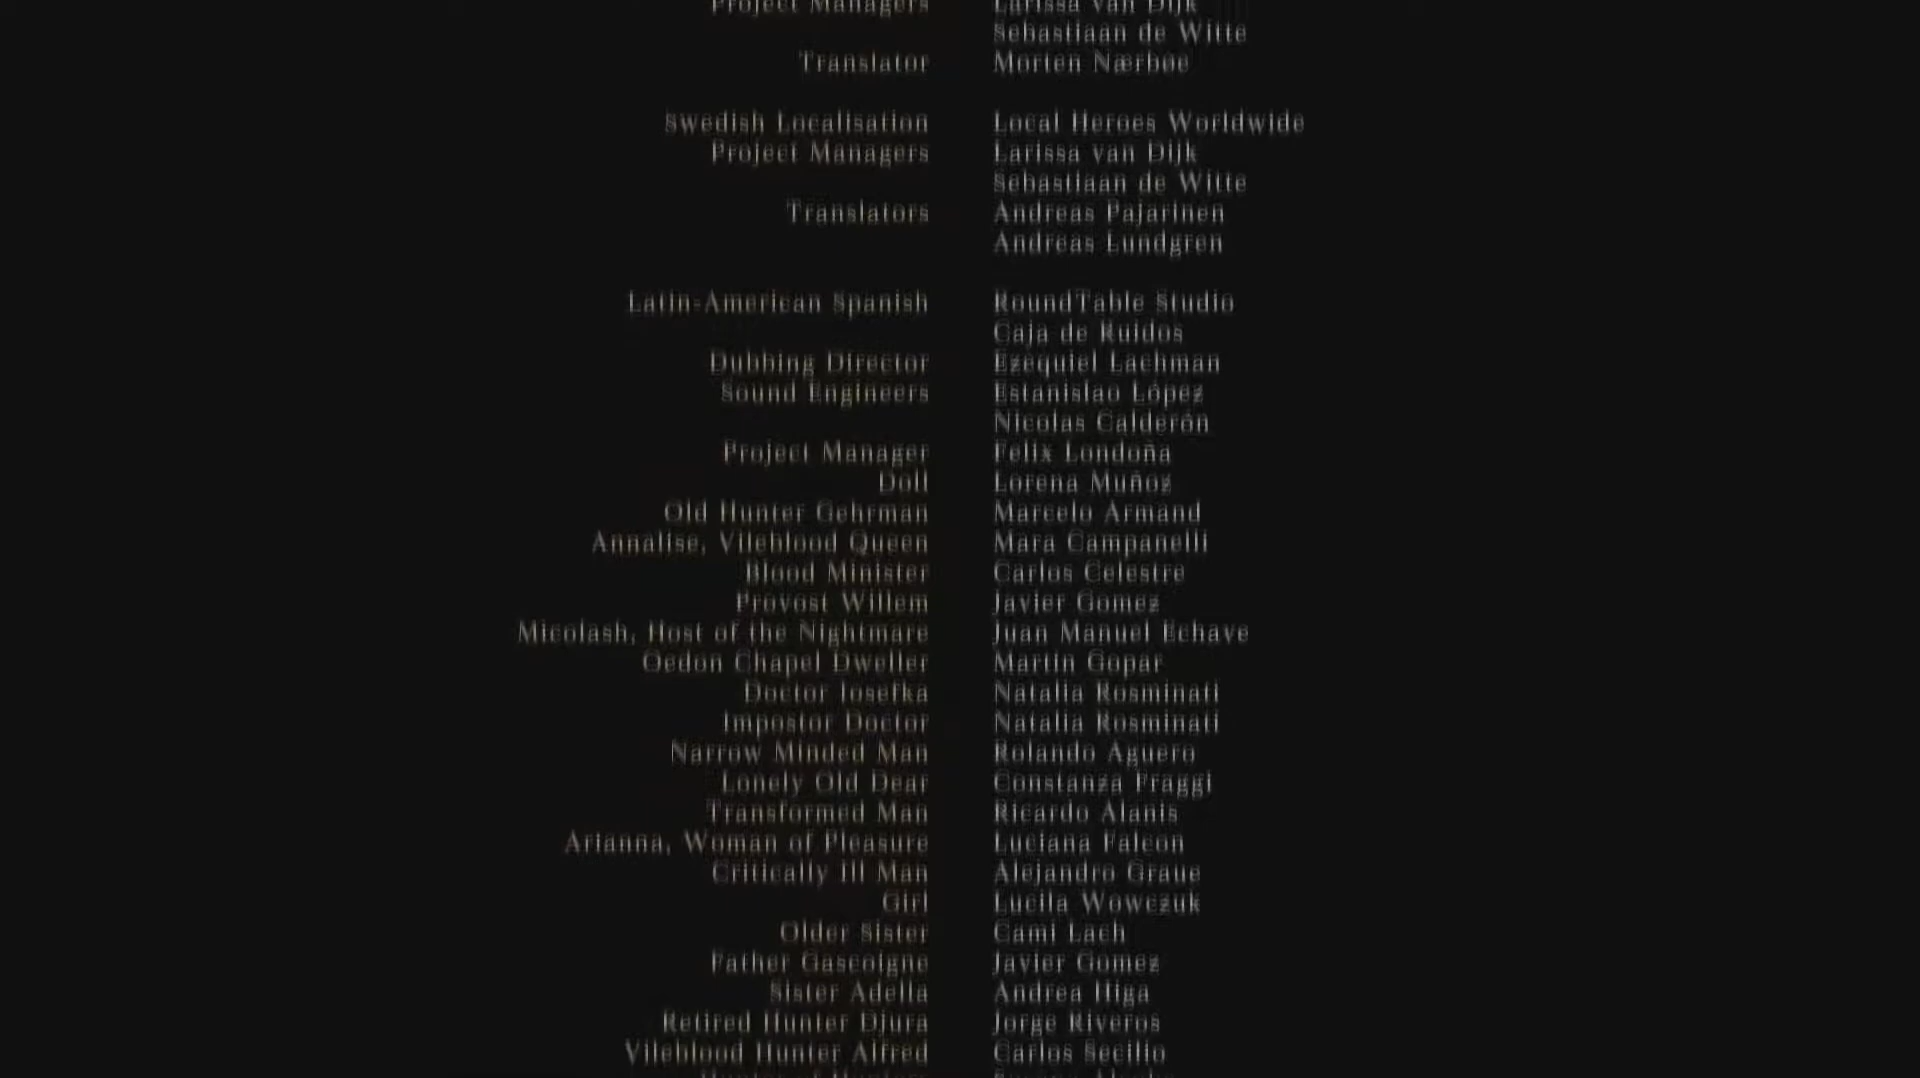 Project Managers Larissa van Dijk
Sebastiaan de Witte
Translator Morten Nærbøe
Swedish Localisation Local Heroes Worldwide
Project Managers Larissa van Dijk
Sebastiaan de Witte
Translators Andreas Pajarinen
Andreas Lundgren
Latin-American Spanish RoundTable Studio
Caja de Ruidos
Dubbing Director Ezequiel Lachman
Sound Engineers Estanislao López
Nicolas Calderón
Project Manager Felix Londoña
Doll Lorena Muñoz
Old Hunter Gehrman Marcelo Armand
Annalise, Vileblood Queen Mara Campanelli
Blood Minister Carlos Celestre
Provost Willem Javier Gomez
Micolash, Host of the Nightmare Juan Manuel Echave
Oedon Chapel Dweller Martin Gopar
Doctor Iosefka Natalia Rosminati
Impostor Doctor Natalia Rosminati
Narrow Minded Man Rolando Aguero
Lonely Old Dear Constanza Fraggi
Transformed Man Ricardo Alanis
Arianna, Woman of Pleasure Luciana Falcon
Critically Ill Man Alejandro Graue
Girl Lucila Wowczuk
Older Sister Cami Lach
Father Gascoigne Javier Gomez
Sister Adella Andrea Higa
Retired Hunter Djura Jorge Riveros
Vileblood Hunter Alfred Carlos Secilio